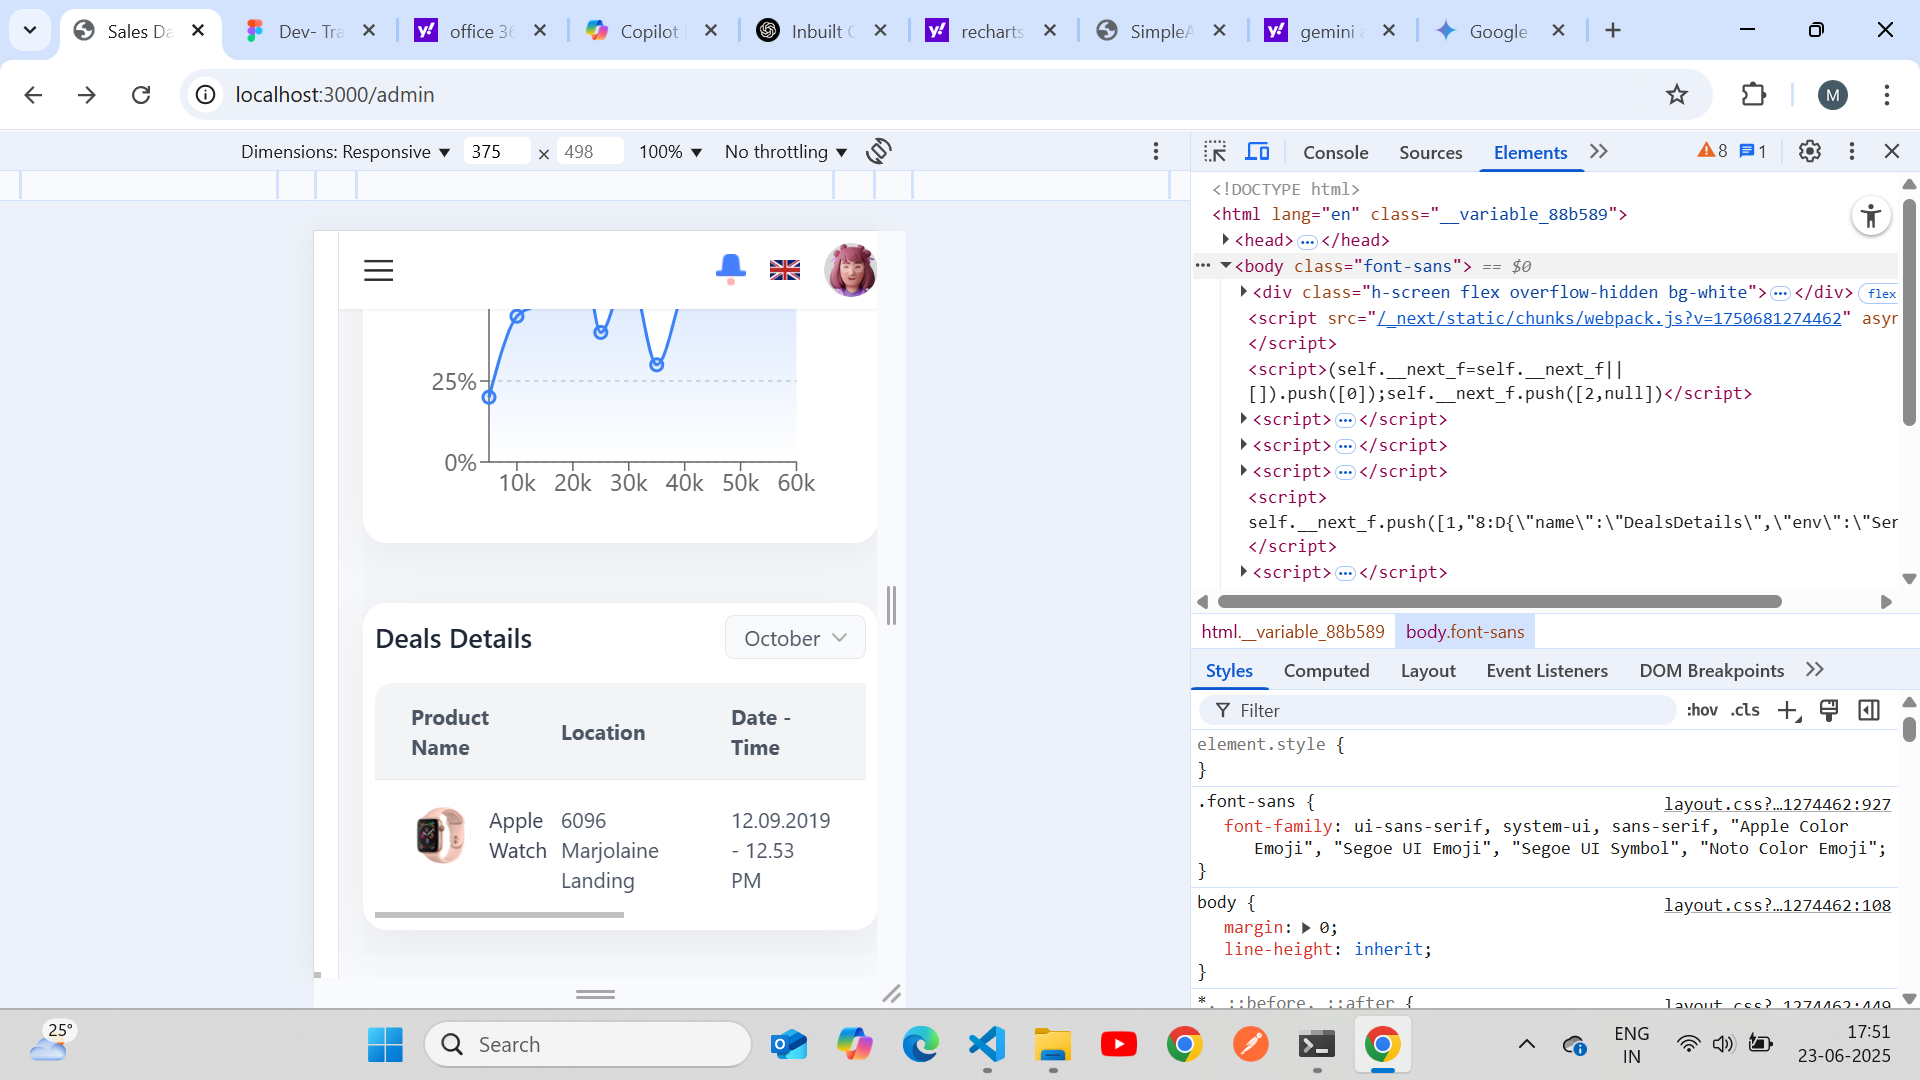 Sales Da
Dev- Tra
office 36
Copilot
Inbuilt C
recharts
SimpleA
gemini a
Google
localhost:3000/admin
M
Dimensions: Responsive 375 × 498 100% No throttling
Console Sources Elements 8 1
<!DOCTYPE html>
<html lang="en" class="__variable_88b589">
<head> ••• </head>
••• <body class="font-sans"> == $0
<div class="h-screen flex overflow-hidden bg-white"> ••• </div> flex
<script src="/_next/static/chunks/webpack.js?v=1750681274462" asyn
</script>
<script>(self.__next_f=self.__next_f||
[]).push([0]);self.__next_f.push([2,null])</script>
<script> ••• </script>
<script> ••• </script>
<script> ••• </script>
<script>
self.__next_f.push([1,"8:D{\"name\":\"DealsDetails\",\"env\":\"Ser
</script>
<script> ••• </script>
html.__variable_88b589 body.font-sans
Styles Computed Layout Event Listeners DOM Breakpoints
Filter :hov .cls
element.style {
}
.font-sans { layout.css?…1274462:927
font-family: ui-sans-serif, system-ui, sans-serif, "Apple Color
Emoji", "Segoe UI Emoji", "Segoe UI Symbol", "Noto Color Emoji";
}
body { layout.css?…1274462:108
margin: 0;
line-height: inherit;
}
*, ::before, ::after { layout.css?…1274462:449
25%
0%
10k 20k 30k 40k 50k 60k
Deals Details October
Product Name
Location
Date - Time
Apple Watch
6096 Marjolaine Landing
12.09.2019 - 12.53 PM
25°
Search
ENG
IN
17:51
23-06-2025